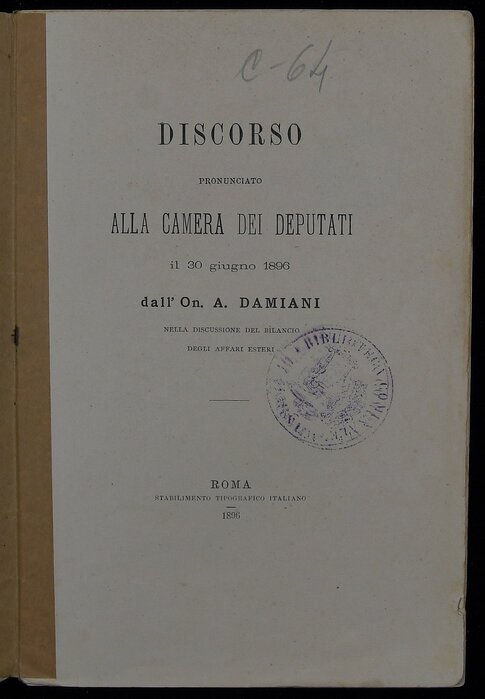 C-64
DISCORSO
PRONUNCIATO
ALLA CAMERA DEI DEPUTATI
il 30 giugno 1896
dall' On. A. DAMIANI
NELLA DISCUSSIONE DEL BILANCIO
DEGLI AFFARI ESTERI
BIBLIOTECA
ROMA
STABILIMENTO TIPOGRAFICO ITALIANO
1896